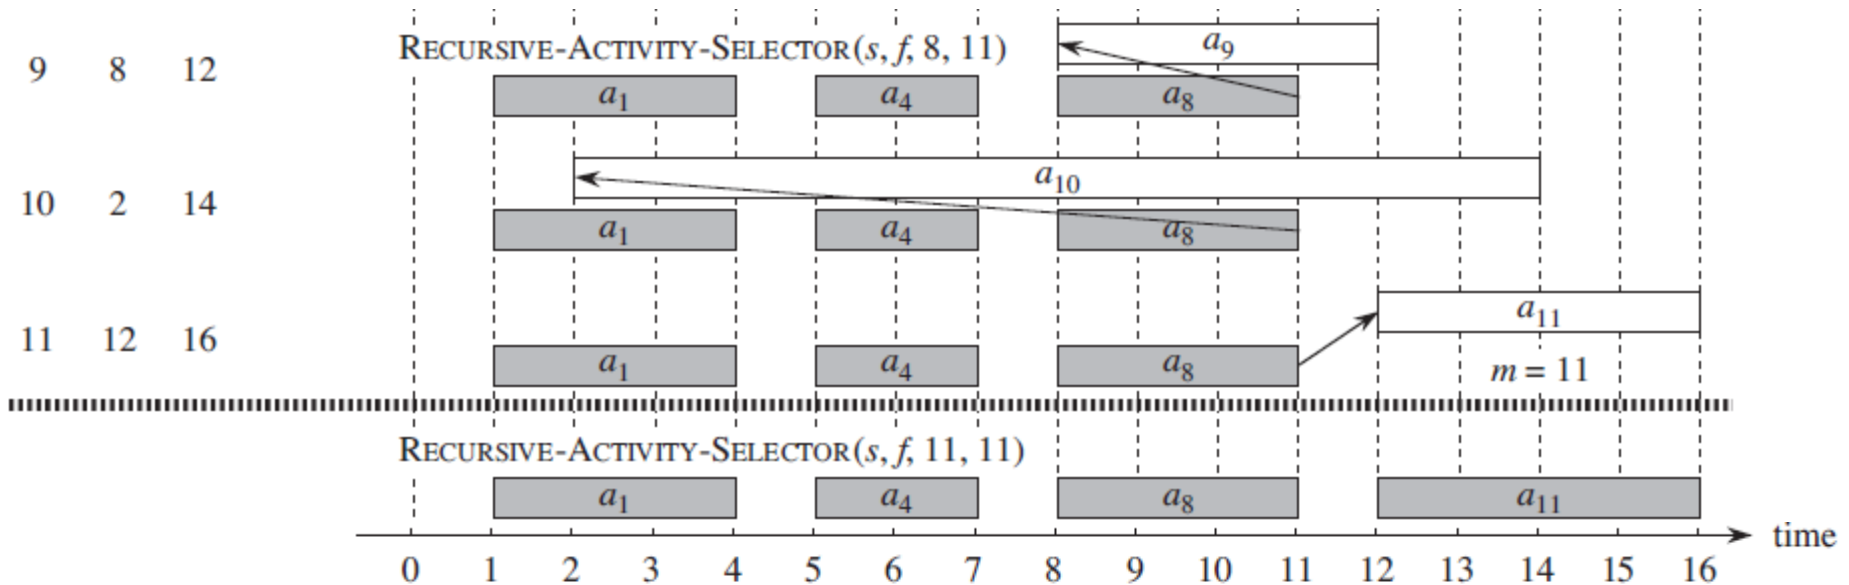 RECURSIVE-ACTIVITY-SELECTOR(s, f, 8, 11)
a9
9 8 12
a1 a4 a8
a10
10 2 14
a1 a4 a8
a11
11 12 16
a1 a4 a8 m = 11
RECURSIVE-ACTIVITY-SELECTOR(s, f, 11, 11)
a1 a4 a8 a11
time
0 1 2 3 4 5 6 7 8 9 10 11 12 13 14 15 16